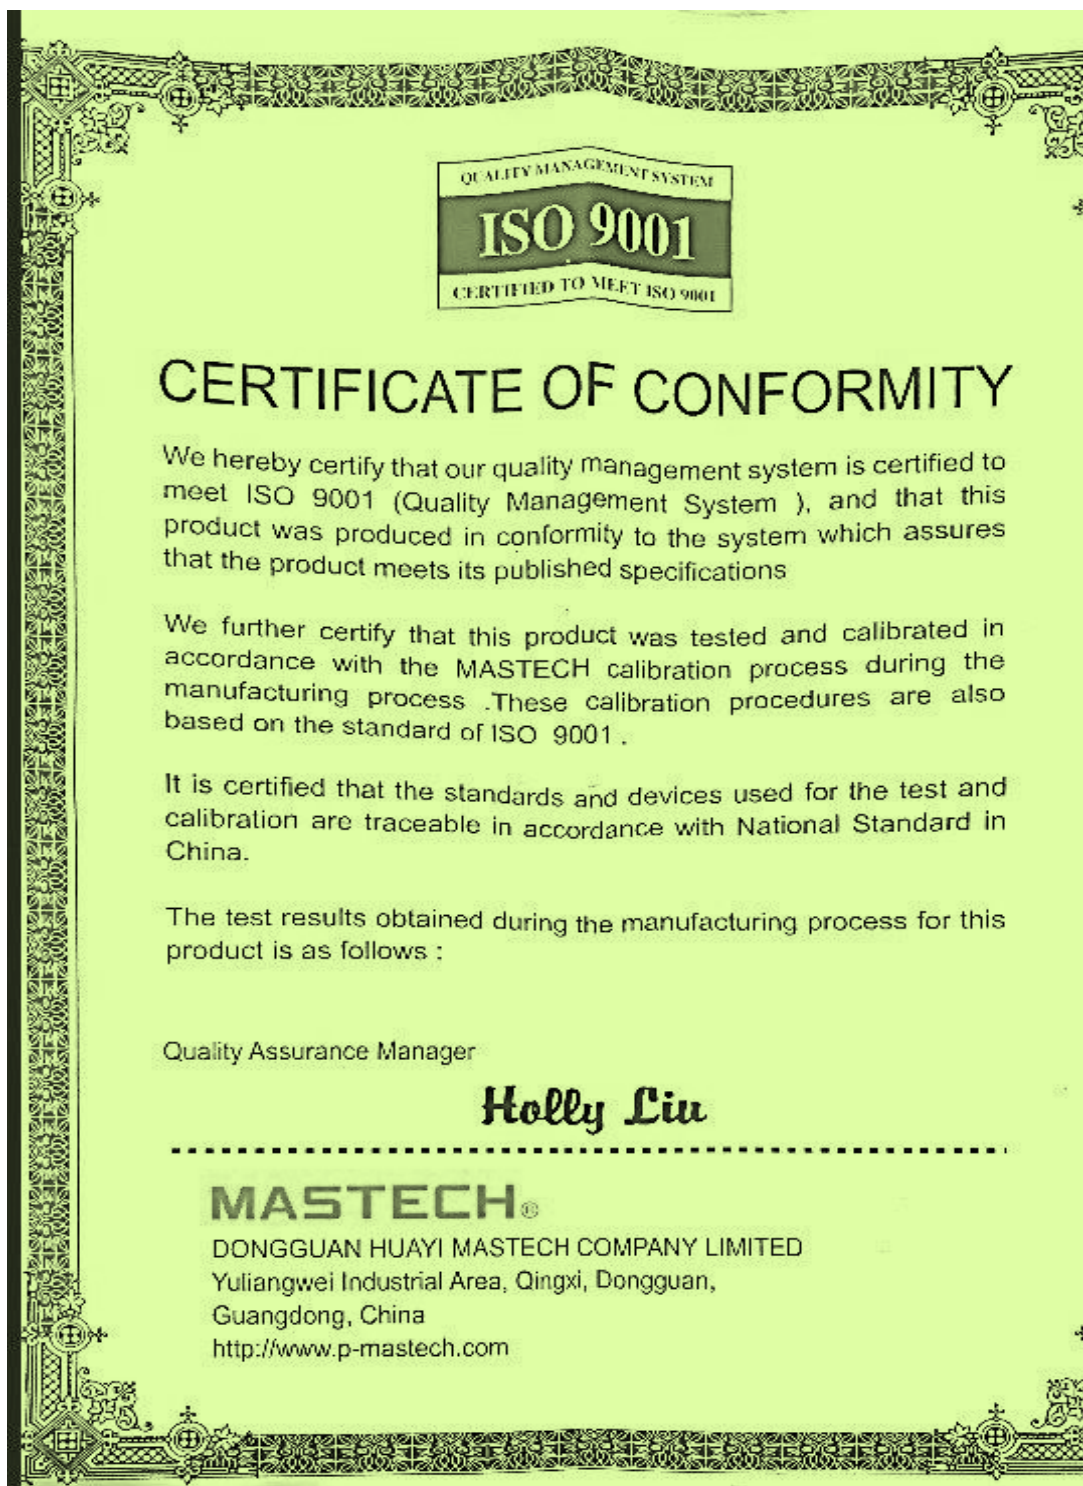 QUALITY MANAGEMENT SYSTEM
ISO 9001
CERTIFIED TO MEET ISO 9001
CERTIFICATE OF CONFORMITY
We hereby certify that our quality management system is certified to
meet ISO 9001 (Quality Management System ), and that this
product was produced in conformity to the system which assures
that the product meets its published specifications
We further certify that this product was tested and calibrated in
accordance with the MASTECH calibration process during the
manufacturing process .These calibration procedures are also
based on the standard of ISO 9001 .
It is certified that the standards and devices used for the test and
calibration are traceable in accordance with National Standard in
China.
The test results obtained during the manufacturing process for this
product is as follows :
Quality Assurance Manager
Holly Liu
MASTECH®
DONGGUAN HUAYI MASTECH COMPANY LIMITED
Yuliangwei Industrial Area, Qingxi, Dongguan,
Guangdong, China
http://www.p-mastech.com